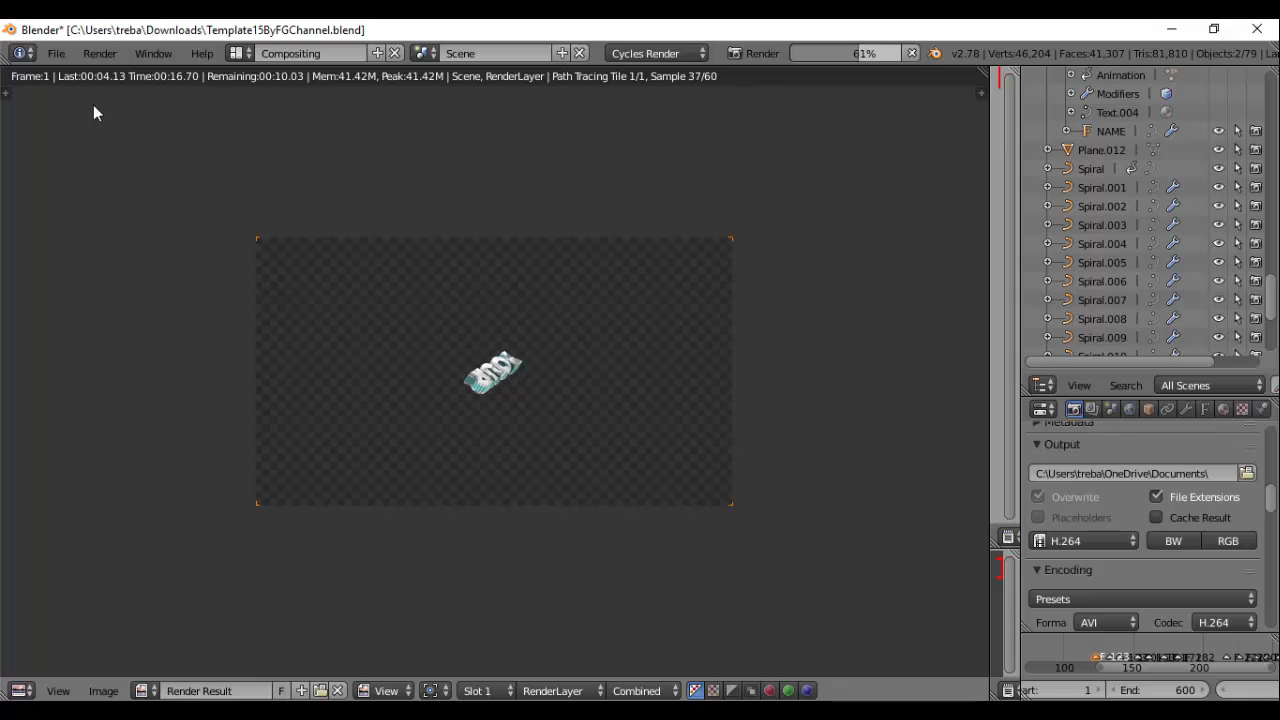 Blender* [C:\Users\treba\Downloads\Template15ByFGChannel.blend]
File Render Window Help Compositing Scene Cycles Render Render 61% v2.78 | Verts:46,204 | Faces:41,307 | Tris:81,810 | Objects:2/79 |
Frame:1 | Last:00:04.13 Time:00:16.70 | Remaining:00:10.03 | Mem:41.42M, Peak:41.42M | Scene, RenderLayer | Path Tracing Tile 1/1, Sample 37/60
Animation
Modifiers
Text.004
NAME
Plane.012
Spiral
Spiral.001
Spiral.002
Spiral.003
Spiral.004
Spiral.005
Spiral.006
Spiral.007
Spiral.008
Spiral.009
View Search All Scenes
Metadata
Output
C:\Users\treba\OneDrive\Documents\
Overwrite File Extensions
Placeholders Cache Result
H.264 BW RGB
Encoding
Presets
Forma AVI Codec H.264
F-123
100 150 200
art: 1 End: 600
View Image Render Result F View Slot 1 RenderLayer Combined